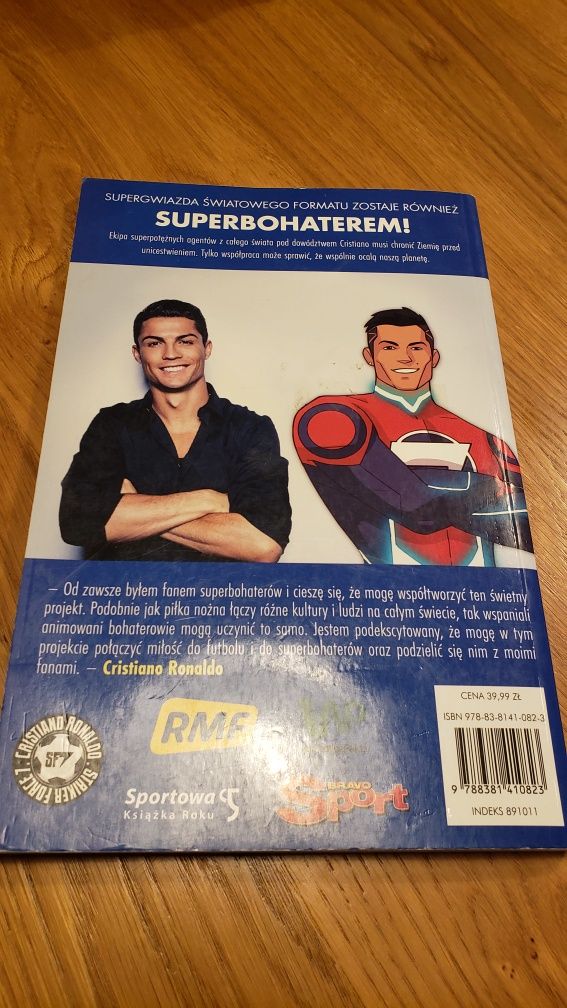 SUPERGWIAZDA ŚWIATOWEGO FORMATU ZOSTAJE RÓWNIEŻ
SUPERBOHATEREM!
Ekipa superpotężnych agentów z całego świata pod dowództwem Cristiano musi chronić Ziemię przed
unicestwieniem. Tylko współpraca może sprawić, że wspólnie ocalą naszą planetę.
– Od zawsze byłem fanem superbohaterów i cieszę się, że mogę współtworzyć ten świetny
projekt. Podobnie jak piłka nożna łączy różne kultury i ludzi na całym świecie, tak wspaniali
animowani bohaterowie mogą uczynić to samo. Jestem podekscytowany, że mogę w tym
projekcie połączyć miłość do futbolu i do superbohaterów oraz podzielić się nim z moimi
fanami. – Cristiano Ronaldo
CRISTIANO RONALDO
SF7
STRIKER FORCE 7
RMF
Sportowa
Książka Roku
BRAVO
Sport
CENA 39,99 ZŁ
ISBN 978-83-8141-082-3
9 788381 410823
INDEKS 891011